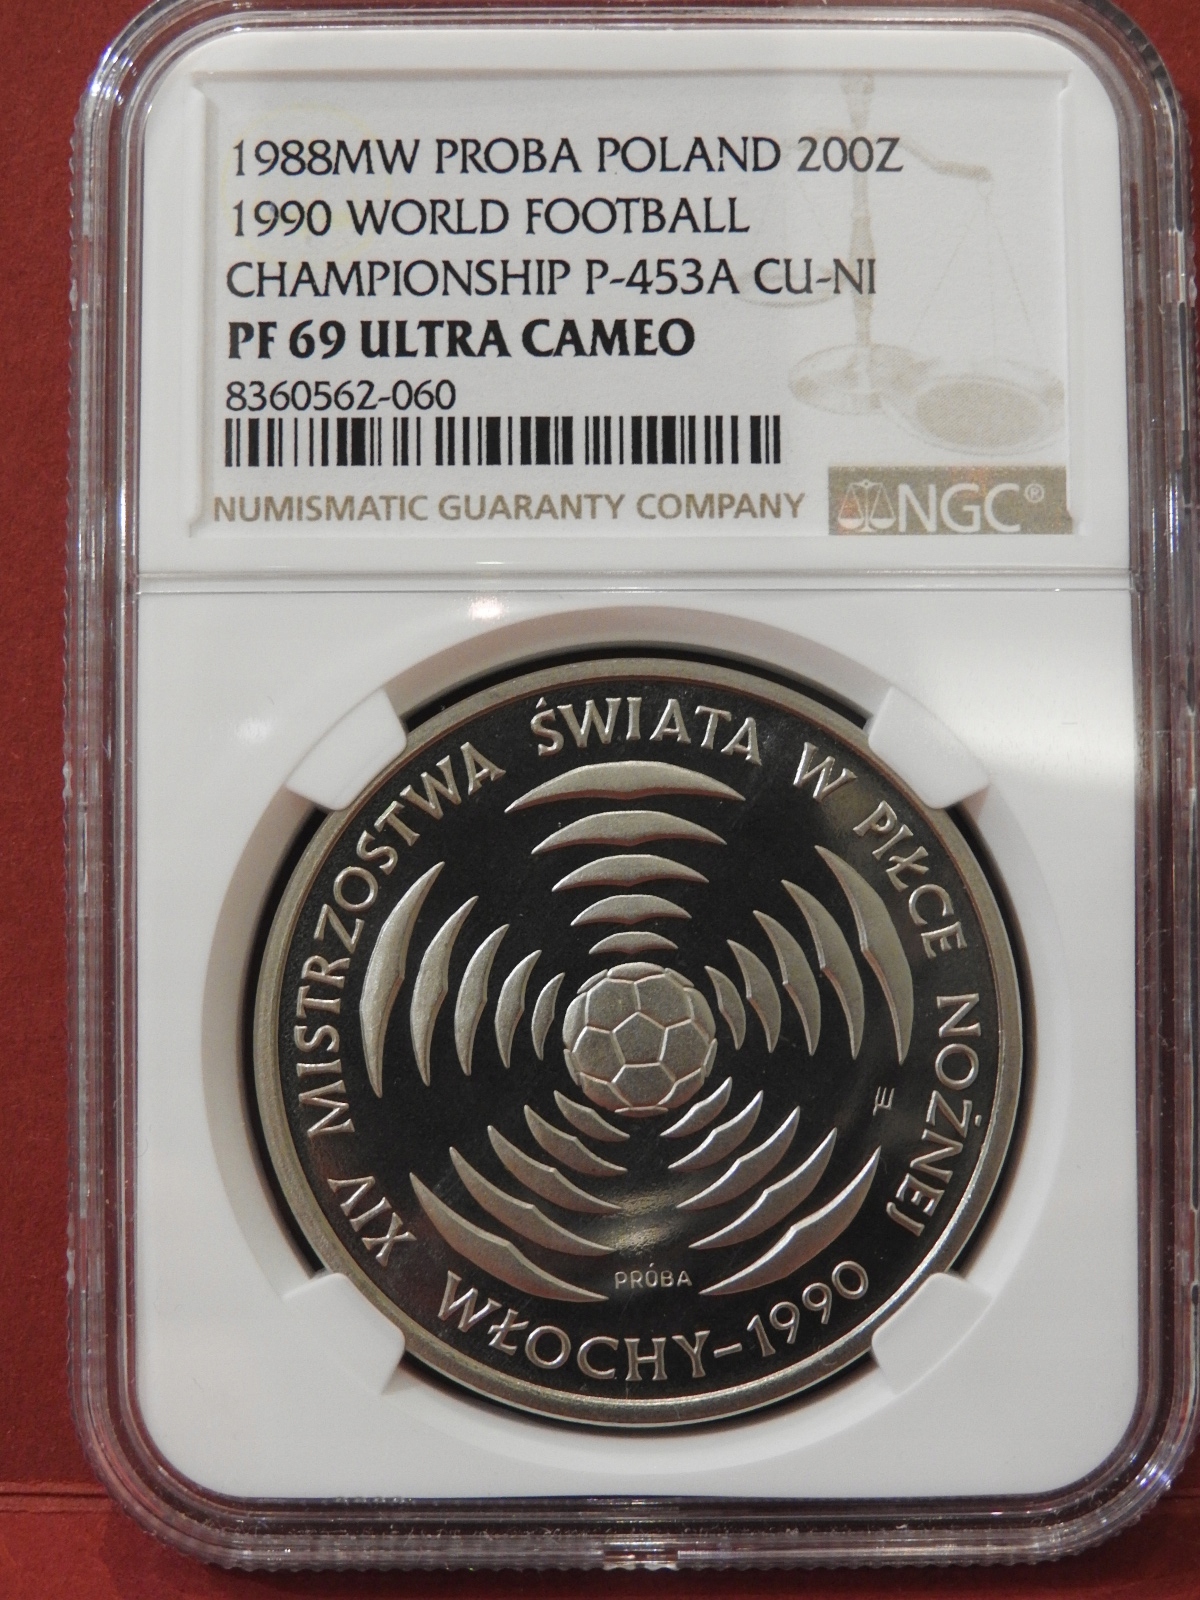 1988MW PROBA POLAND 200Z
1990 WORLD FOOTBALL
CHAMPIONSHIP P-453A CU-NI
PF 69 ULTRA CAMEO
8360562-060
NUMISMATIC GUARANTY COMPANY
NGC®
XIV MISTRZOSTWA ŚWIATA W PIŁCE NOŻNEJ
PRÓBA
WŁOCHY-1990